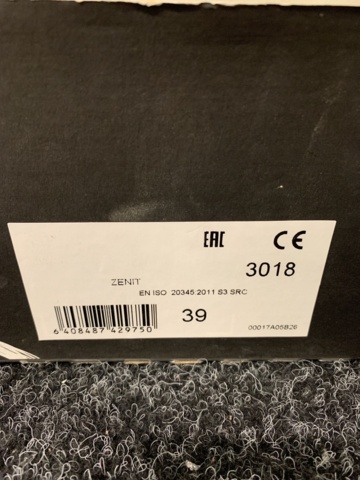 EAC CE
3018
ZENIT
EN ISO 20345:2011 S3 SRC
39
6 408487 429750
00017A05B26